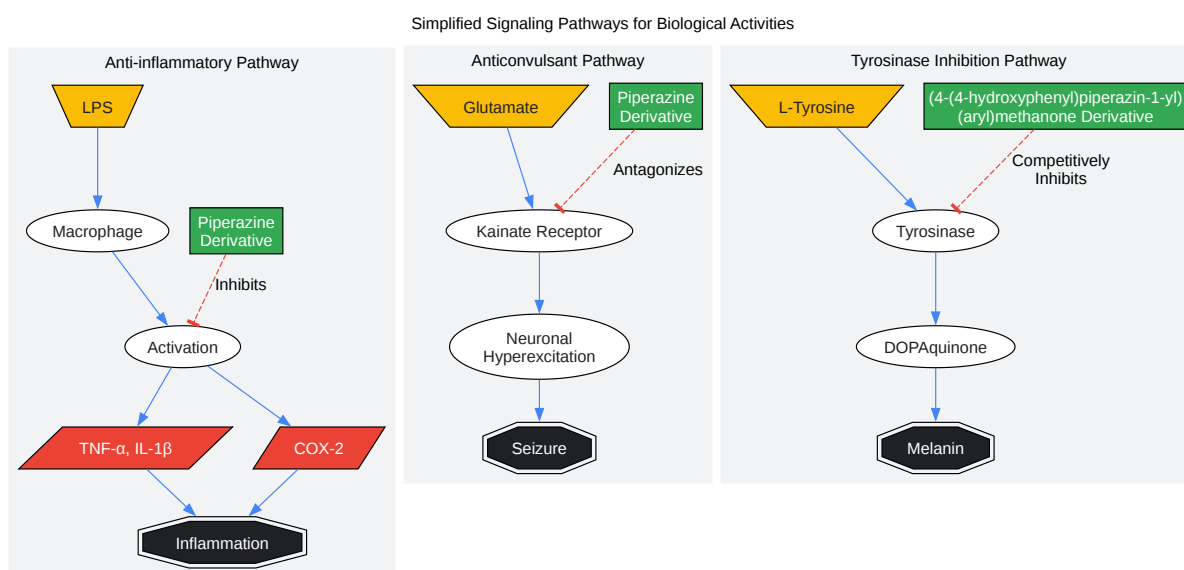 Simplified Signaling Pathways for Biological Activities
Anti-inflammatory Pathway
LPS
Macrophage
Piperazine
Derivative
Inhibits
Activation
TNF-α, IL-1β
COX-2
Inflammation
Anticonvulsant Pathway
Glutamate
Piperazine
Derivative
Antagonizes
Kainate Receptor
Neuronal
Hyperexcitation
Seizure
Tyrosinase Inhibition Pathway
L-Tyrosine
(4-(4-hydroxyphenyl)piperazin-1-yl)
(aryl)methanone Derivative
Competitively
Inhibits
Tyrosinase
DOPAquinone
Melanin